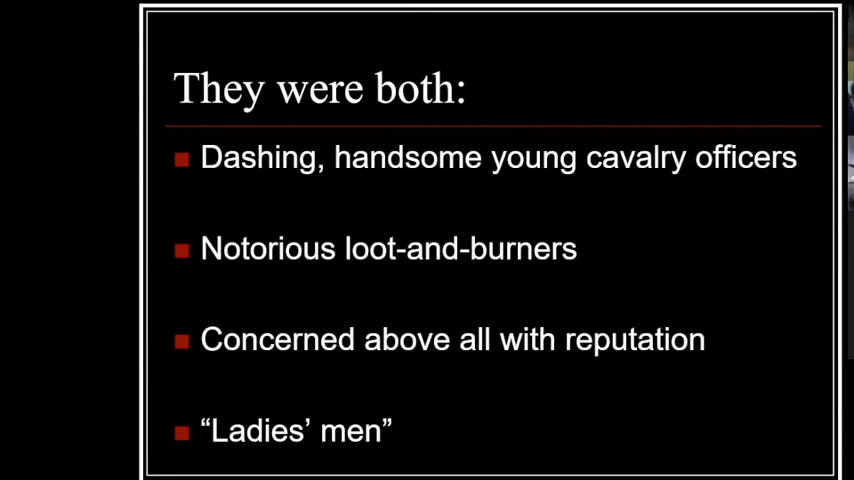 They were both:
Dashing, handsome young cavalry officers
Notorious loot-and-burners
Concerned above all with reputation
“Ladies’ men”